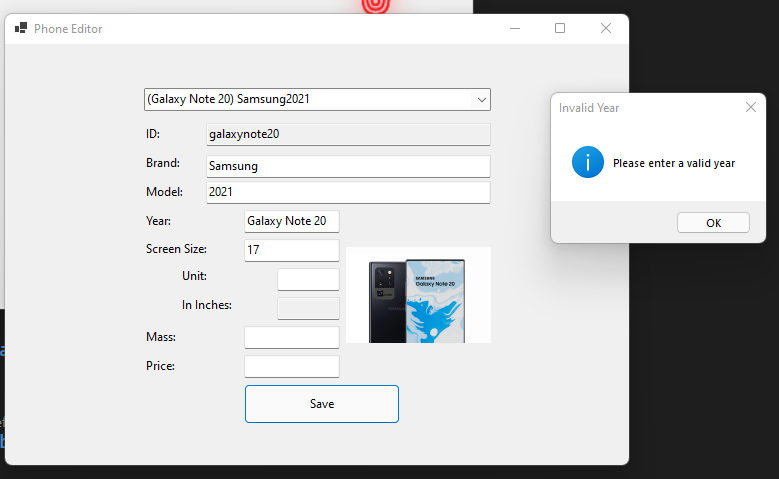 Phone Editor
(Galaxy Note 20) Samsung2021
ID: galaxynote20
Brand: Samsung
Model: 2021
Year: Galaxy Note 20
Screen Size: 17
Unit:
In Inches:
Mass:
Price:
SAMSUNG
Galaxy Note 20
Save
Invalid Year
Please enter a valid year
OK